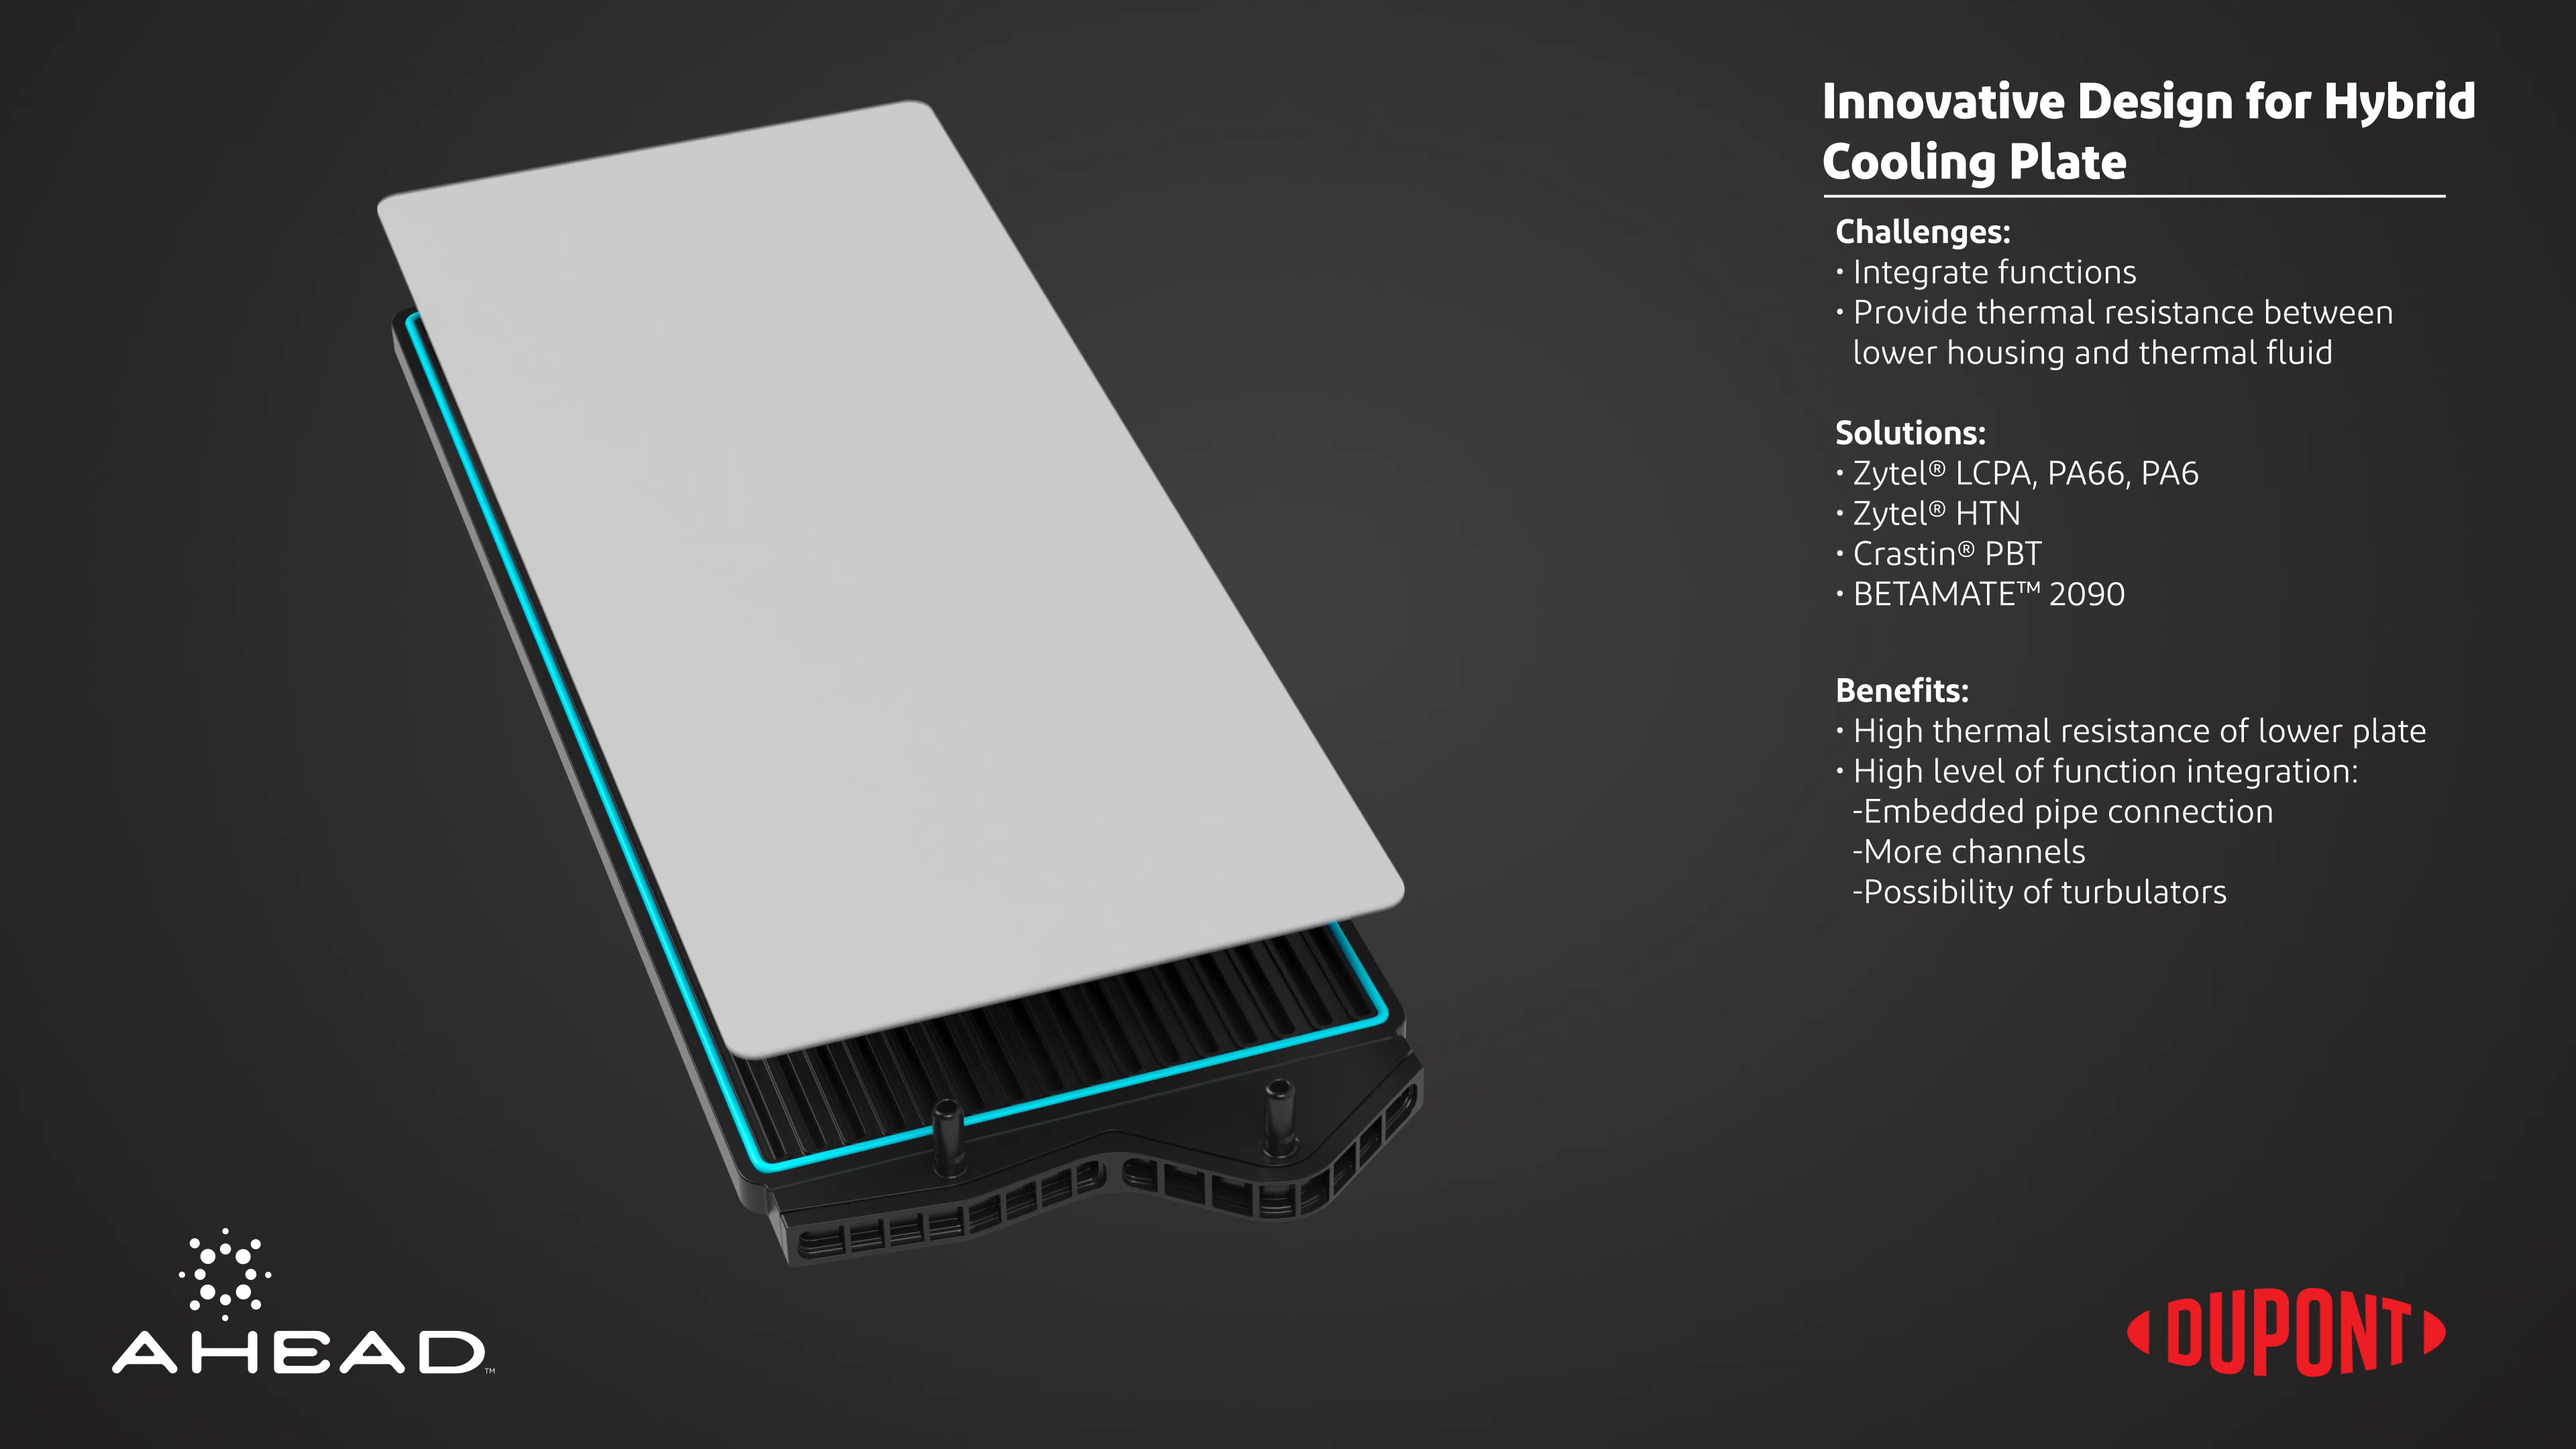 Innovative Design for Hybrid
Cooling Plate
Challenges:
• Integrate functions
• Provide thermal resistance between
lower housing and thermal fluid
Solutions:
• Zytel® LCPA, PA66, PA6
• Zytel® HTN
• Crastin® PBT
• BETAMATE™ 2090
Benefits:
• High thermal resistance of lower plate
• High level of function integration:
-Embedded pipe connection
-More channels
-Possibility of turbulators
AHEAD™
DUPONT